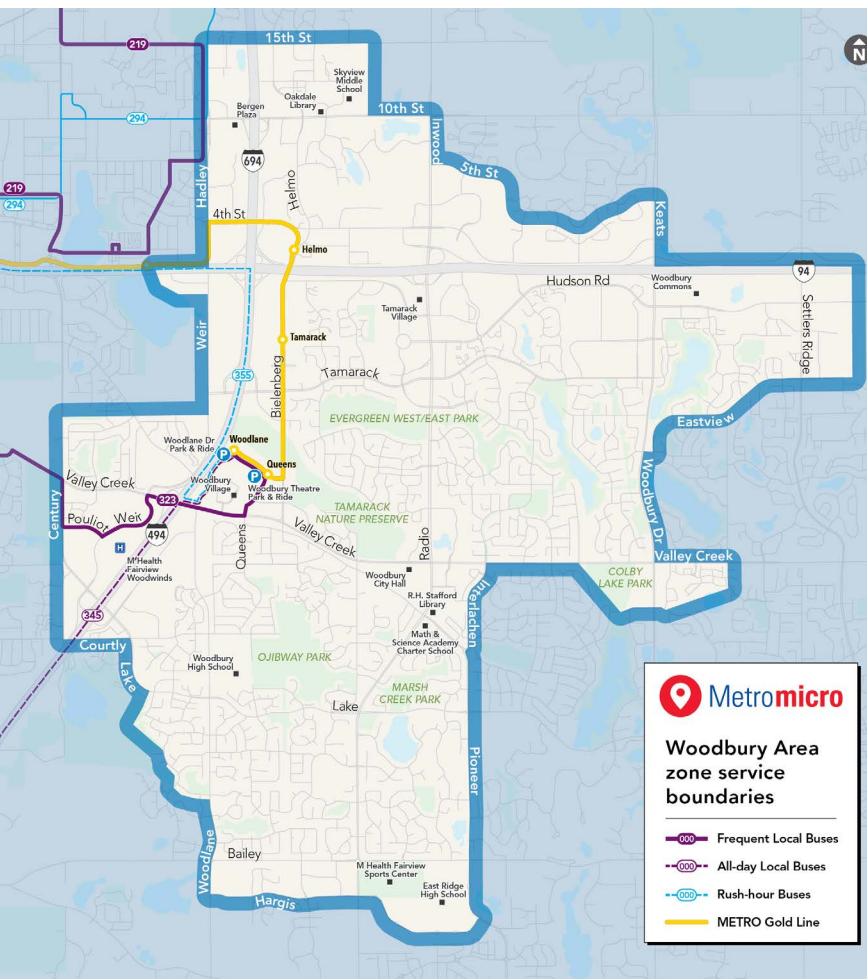 15th St
219
N
Skyview
Middle
School
Oakdale
Library
Bergen
Plaza
10th St
294
Inwood
694
5th St
Hadley
Helmo
219
294
4th St
Keats
Helmo
94
Hudson Rd
Woodbury
Commons
Tamarack
Village
Settlers Ridge
Weir
Tamarack
355
Bielenberg
Tamarack
EVERGREEN WEST/EAST PARK
Eastview
Woodlane Dr
Park & Ride
Woodlane
P
Queens
P
Woodbury
Village
Woodbury Theatre
Park & Ride
Valley Creek
Century
Pouliot
Weir
323
494
TAMARACK
NATURE PRESERVE
Woodbury Dr
Valley Creek
Queens
Radio
H
M Health
Fairview
Woodwinds
Valley Creek
COLBY
LAKE PARK
Woodbury
City Hall
Interlachen
R.H. Stafford
Library
345
Math &
Science Academy
Charter School
Courtly
Lake
Woodbury
High School
OJIBWAY PARK
MARSH
CREEK PARK
Lake
Pioneer
Metromicro
Woodbury Area
zone service
boundaries
000 Frequent Local Buses
000 All-day Local Buses
000 Rush-hour Buses
METRO Gold Line
Woodlane
Bailey
M Health Fairview
Sports Center
East Ridge
High School
Hargis